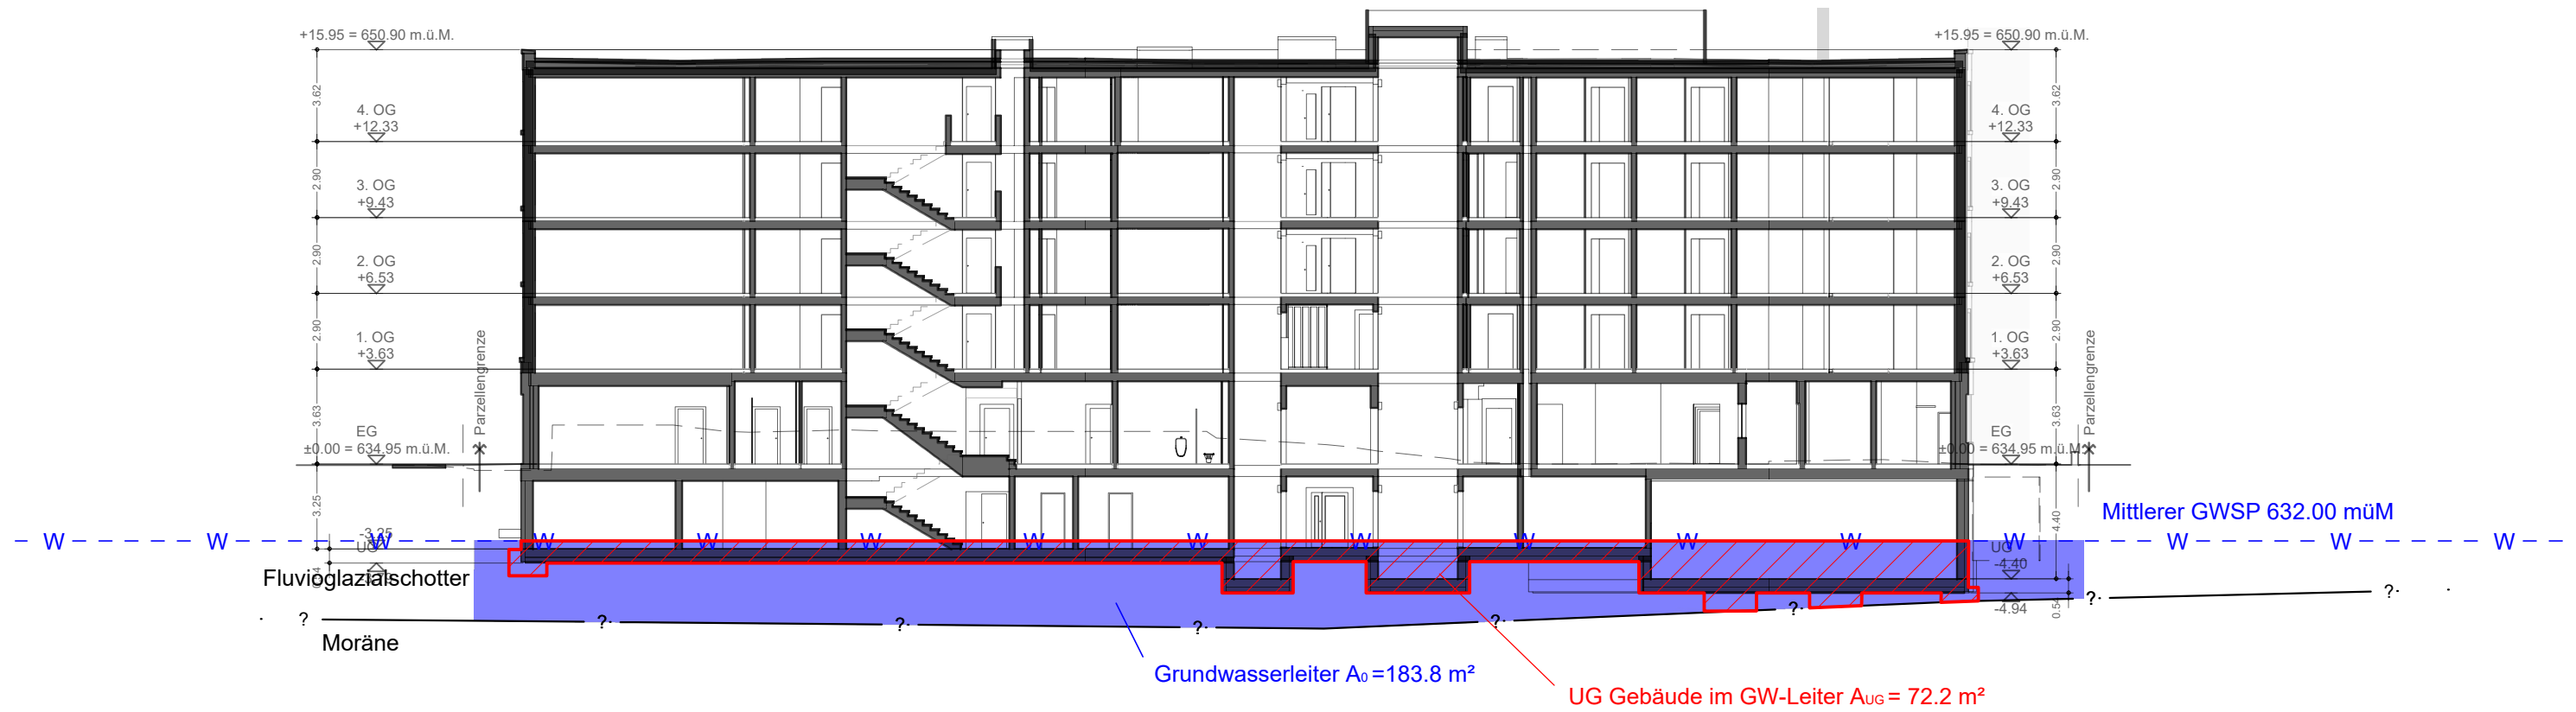 +15.95 = 650.90 m.ü.M.
+15.95 = 650.90 m.ü.M.
3.62
3.62
4. OG
+12.33
4. OG
+12.33
2.90
2.90
3. OG
+9.43
3. OG
+9.43
2.90
2.90
2. OG
+6.53
2. OG
+6.53
2.90
2.90
1. OG
+3.63
1. OG
+3.63
Parzellengrenze
Parzellengrenze
3.63
3.63
EG
±0.00 = 634.95 m.ü.M.
EG
±0.00 = 634.95 m.ü.M.
3.25
4.40
Mittlerer GWSP 632.00 müM
-3.25
UG
W W W W W W W W W W W W W W W W
UG
-4.40
Fluvioglazialschotter
-4.94
0.54
? ? ? ? ? ? ? ?
Moräne
Grundwasserleiter A0 =183.8 m²
UG Gebäude im GW-Leiter AUG = 72.2 m²